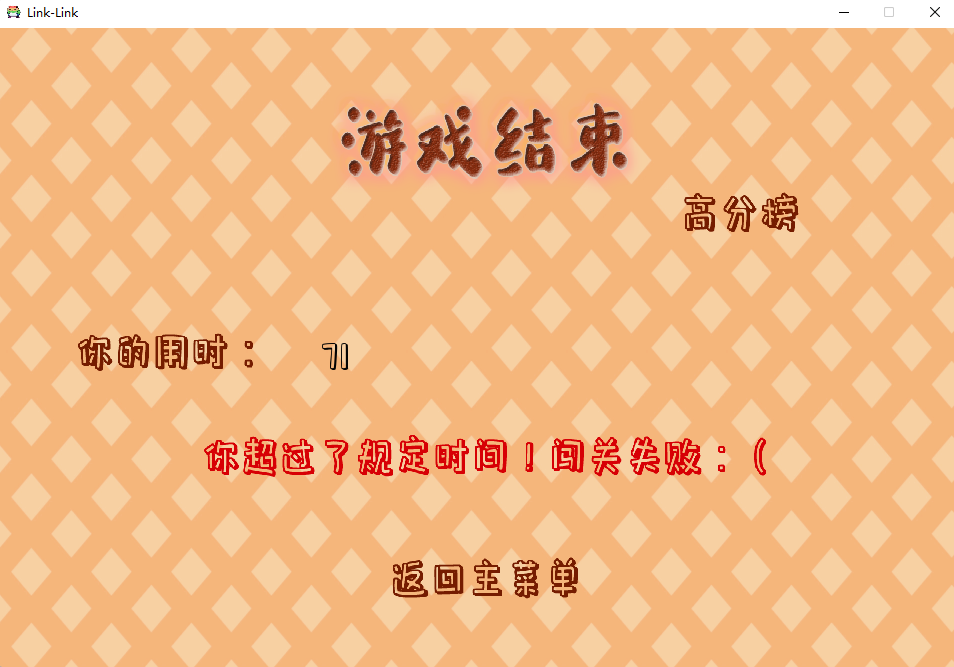 Link-Link
游戏结束
高分榜
你的用时： 71
你超过了规定时间！闯关失败：（
返回主菜单